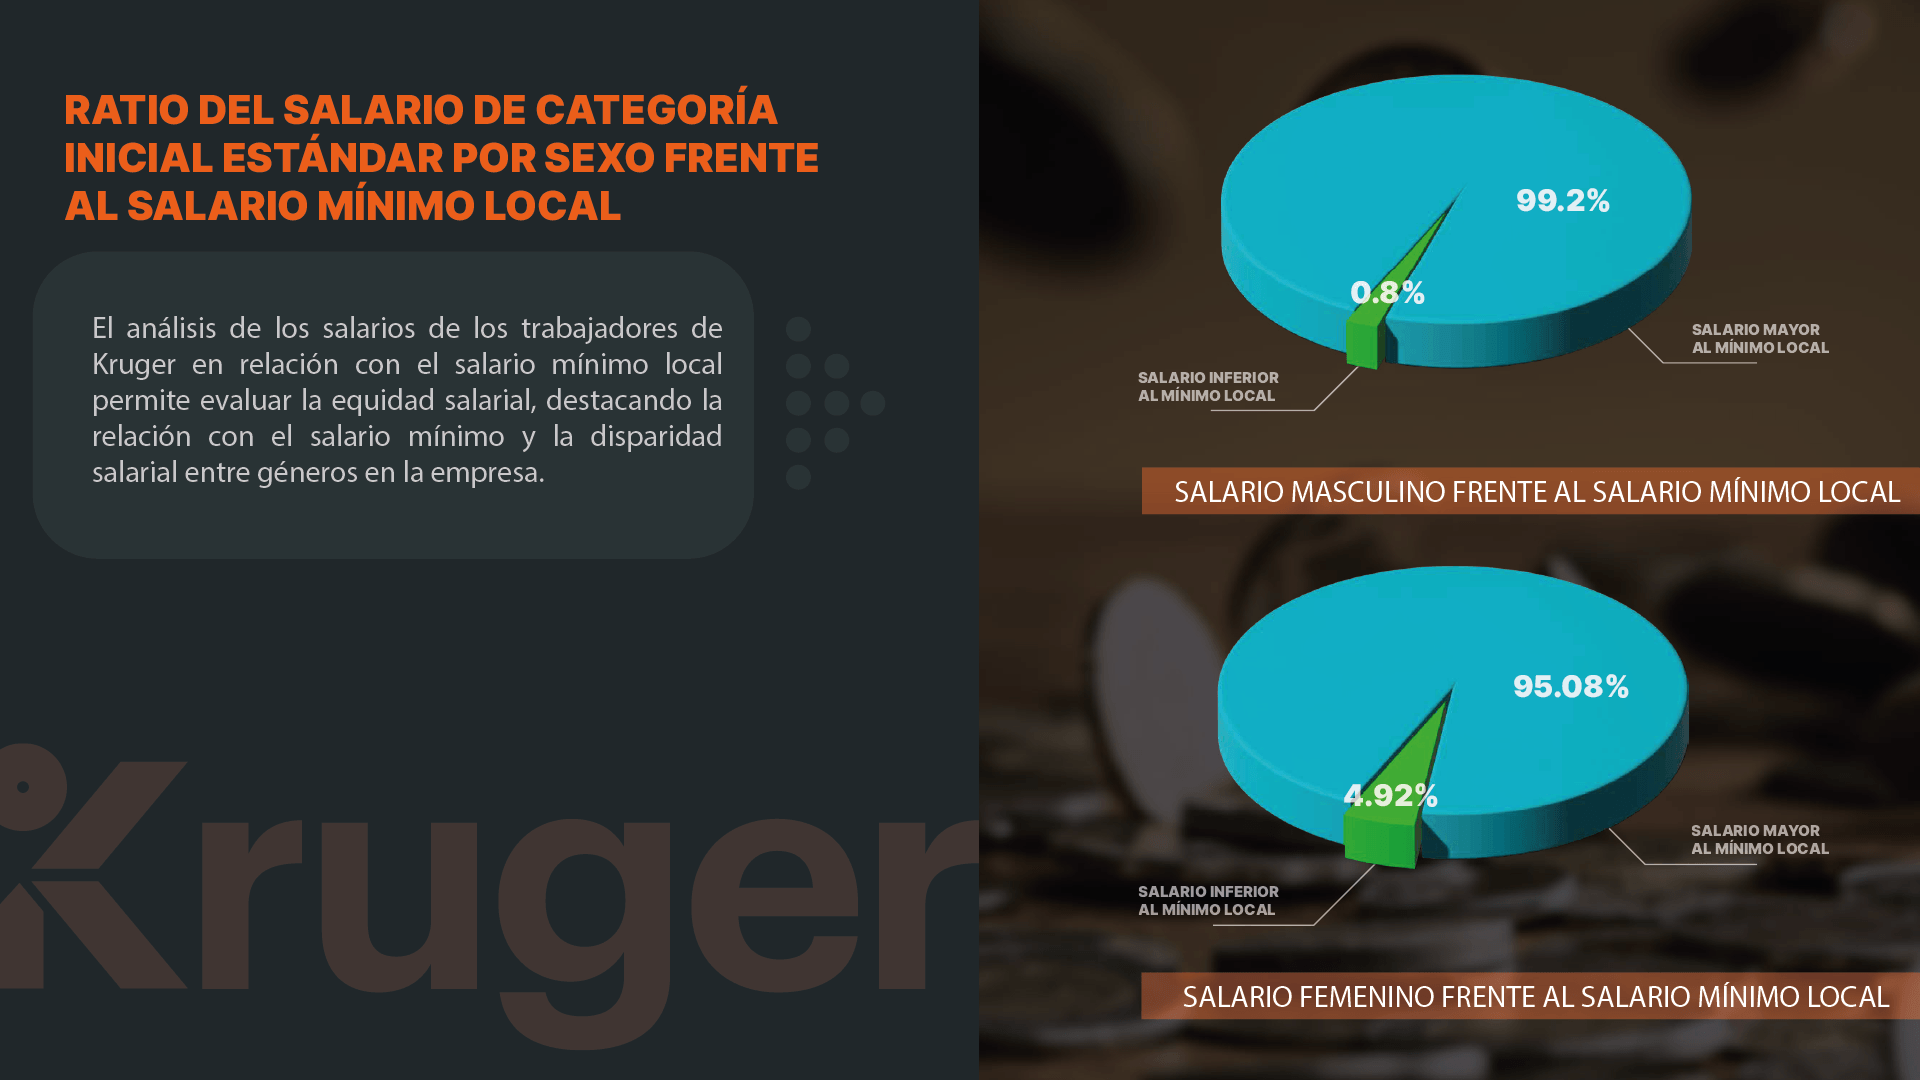 RATIO DEL SALARIO DE CATEGORÍA
INICIAL ESTÁNDAR POR SEXO FRENTE
AL SALARIO MÍNIMO LOCAL
El análisis de los salarios de los trabajadores de
Kruger en relación con el salario mínimo local
permite evaluar la equidad salarial, destacando la
relación con el salario mínimo y la disparidad
salarial entre géneros en la empresa.
Kruger
99.2%
0.8%
SALARIO MAYOR
AL MÍNIMO LOCAL
SALARIO INFERIOR
AL MÍNIMO LOCAL
SALARIO MASCULINO FRENTE AL SALARIO MÍNIMO LOCAL
95.08%
4.92%
SALARIO MAYOR
AL MÍNIMO LOCAL
SALARIO INFERIOR
AL MÍNIMO LOCAL
SALARIO FEMENINO FRENTE AL SALARIO MÍNIMO LOCAL